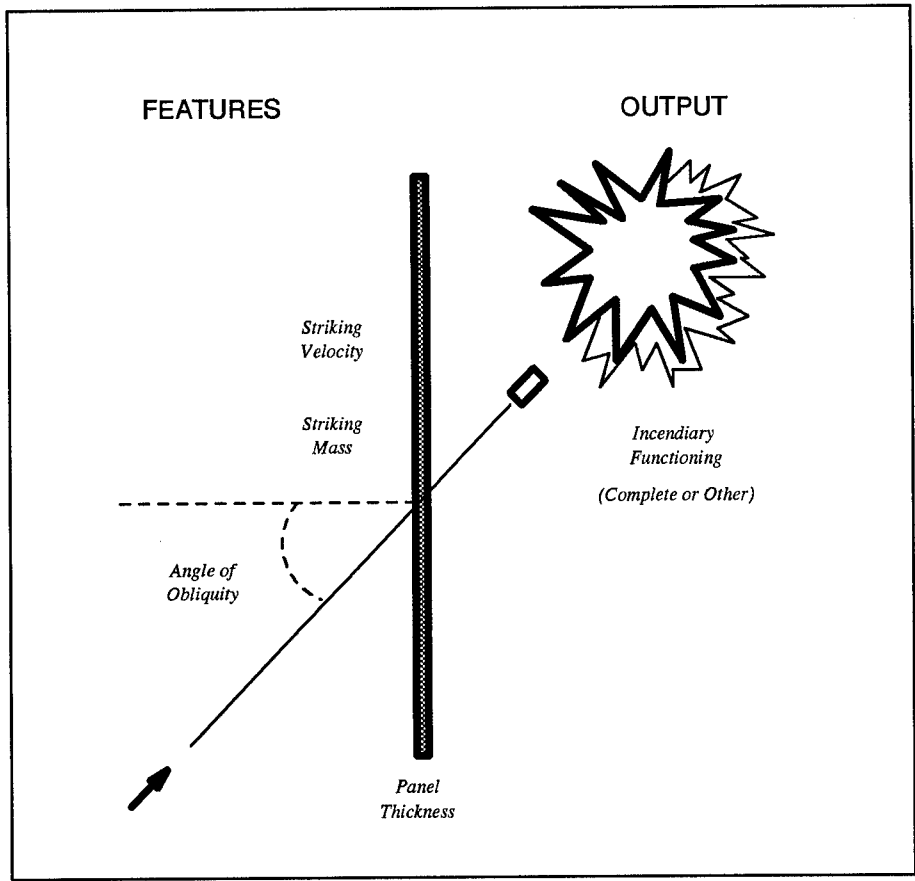 FEATURES
OUTPUT
Striking
Velocity
Striking
Mass
Incendiary
Functioning
(Complete or Other)
Angle of
Obliquity
Panel
Thickness